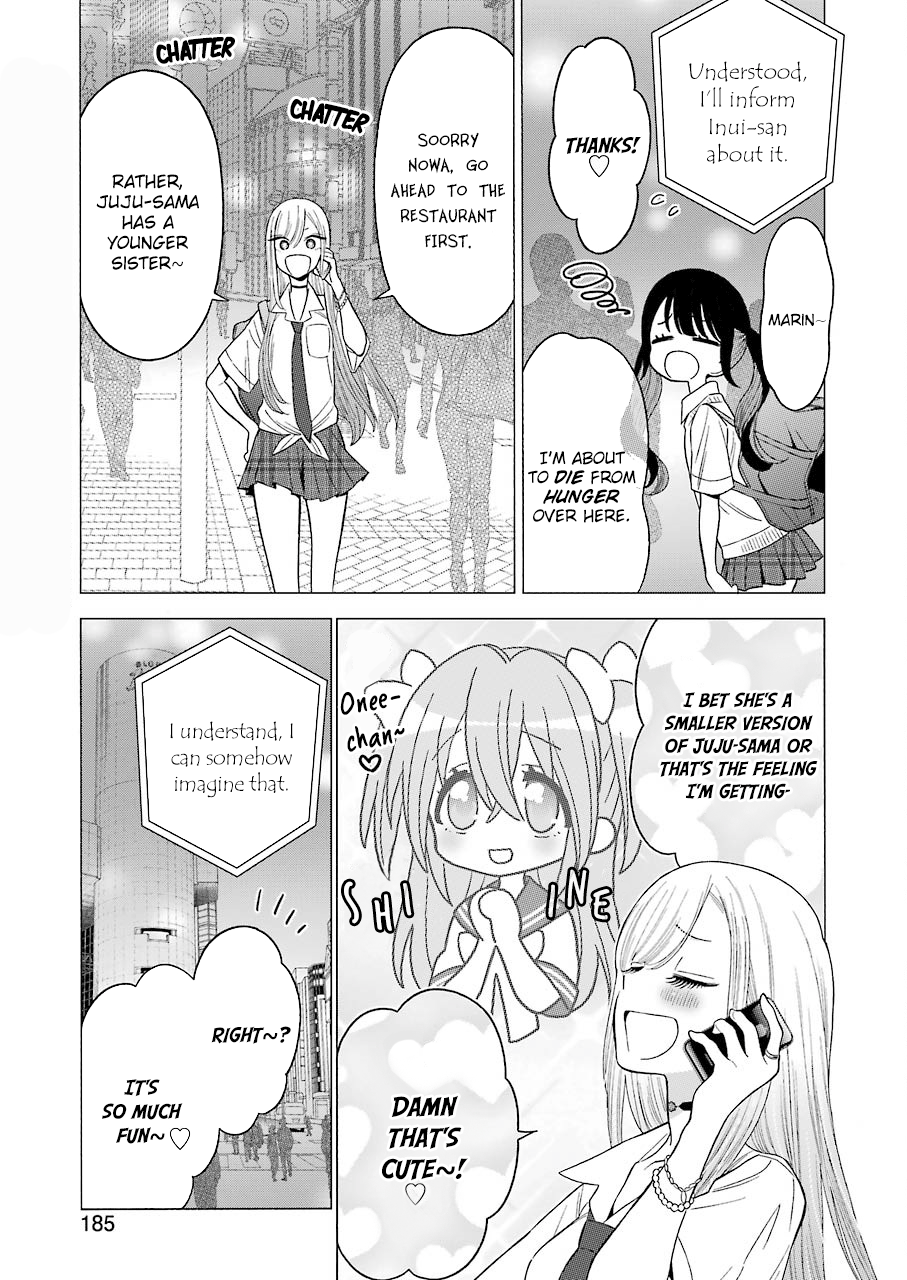 Understood,
I'll inform
Inui-san
about it.
THANKS!
♡
MARIN~
I'M ABOUT
TO DIE FROM
HUNGER
OVER HERE.
CHATTER
CHATTER
SOORRY
NOWA, GO
AHEAD TO THE
RESTAURANT
FIRST.
RATHER,
JUJU-SAMA
HAS A
YOUNGER
SISTER~
I BET SHE'S A
SMALLER VERSION
OF JUJU-SAMA OR
THAT'S THE FEELING
I'M GETTING-
Onee-
chan~
♡
SHI
INE
DAMN
THAT'S
CUTE~!
♡
I understand, I
can somehow
imagine that.
RIGHT~?
IT'S
SO MUCH
FUN~♡
185